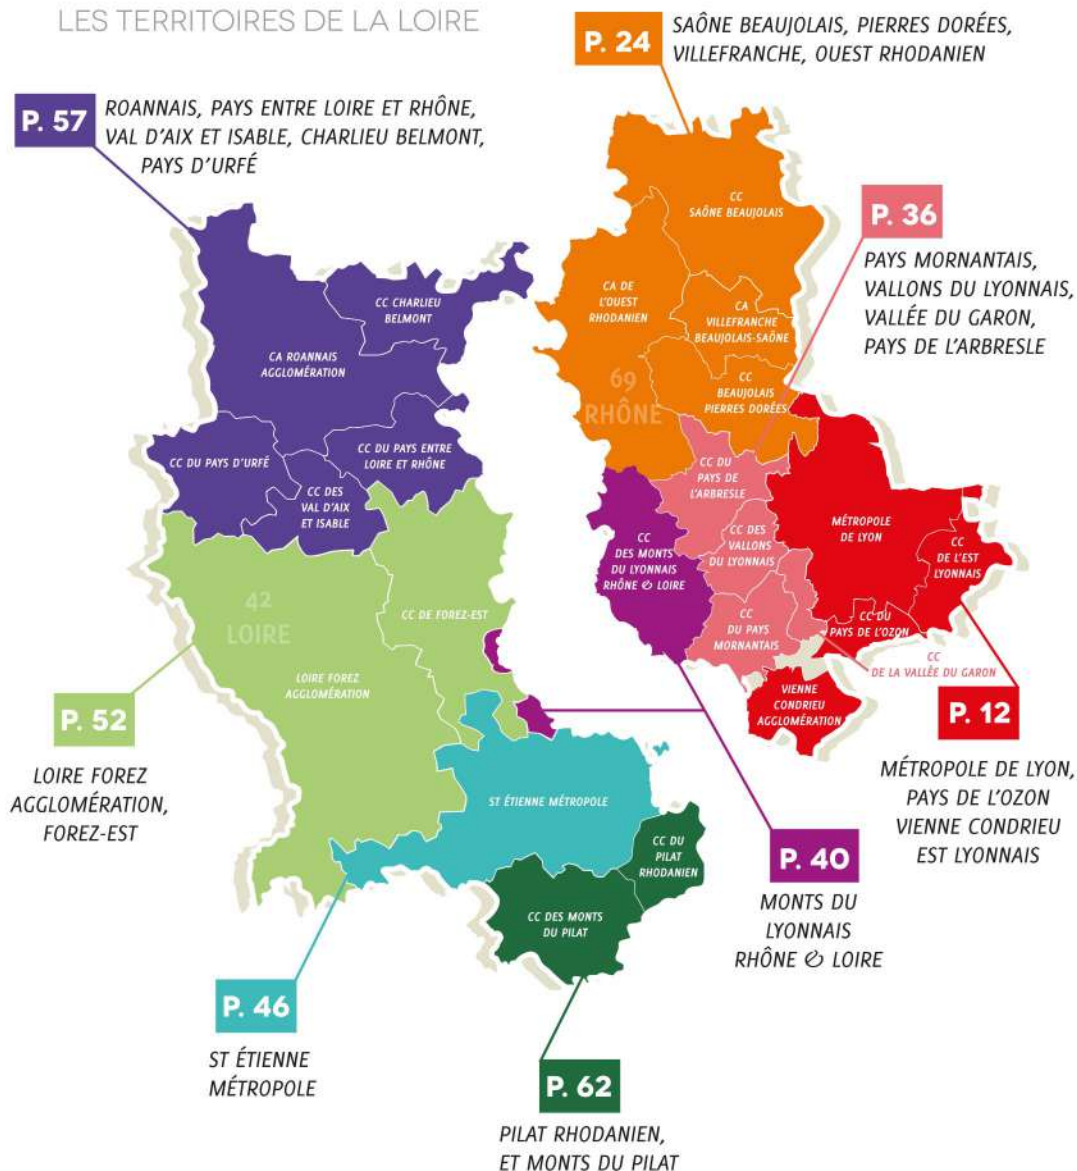 LES TERRITOIRES DE LA LOIRE
P. 24
SAÔNE BEAUJOLAIS, PIERRES DORÉES,
VILLEFRANCHE, OUEST RHODANIEN
P. 57
ROANNAIS, PAYS ENTRE LOIRE ET RHÔNE,
VAL D'AIX ET ISABLE, CHARLIEU BELMONT,
PAYS D'URFÉ
P. 36
PAYS MORNANTAIS,
VALLONS DU LYONNAIS,
VALLÉE DU GARON,
PAYS DE L'ARBRESLE
CC
SAÔNE BEAUJOLAIS
CA DE
L'OUEST
RHODANIEN
CA
VILLEFRANCHE
BEAUJOLAIS-SAÔNE
CC
BEAUJOLAIS
PIERRES DORÉES
69
RHÔNE
CC CHARLIEU
BELMONT
CA ROANNAIS
AGGLOMÉRATION
CC DU PAYS D'URFÉ
CC DU PAYS ENTRE
LOIRE ET RHÔNE
CC DES
VAL D'AIX
ET ISABLE
CC DU
PAYS DE
L'ARBRESLE
CC DES
VALLONS
DU LYONNAIS
CC
DES MONTS
DU LYONNAIS
RHÔNE & LOIRE
CC
DU PAYS
MORNANTAIS
MÉTROPOLE
DE LYON
CC
DE L'EST
LYONNAIS
CC DU
PAYS DE L'OZON
CC
DE LA VALLÉE DU GARON
VIENNE
CONDRIEU
AGGLOMÉRATION
42
LOIRE
CC DE FOREZ-EST
LOIRE FOREZ
AGGLOMÉRATION
P. 52
LOIRE FOREZ
AGGLOMÉRATION,
FOREZ-EST
P. 12
MÉTROPOLE DE LYON,
PAYS DE L'OZON
VIENNE CONDRIEU
EST LYONNAIS
ST ÉTIENNE MÉTROPOLE
CC DU
PILAT
RHODANIEN
CC DES MONTS
DU PILAT
P. 40
MONTS DU
LYONNAIS
RHÔNE & LOIRE
P. 46
ST ÉTIENNE
MÉTROPOLE
P. 62
PILAT RHODANIEN,
ET MONTS DU PILAT